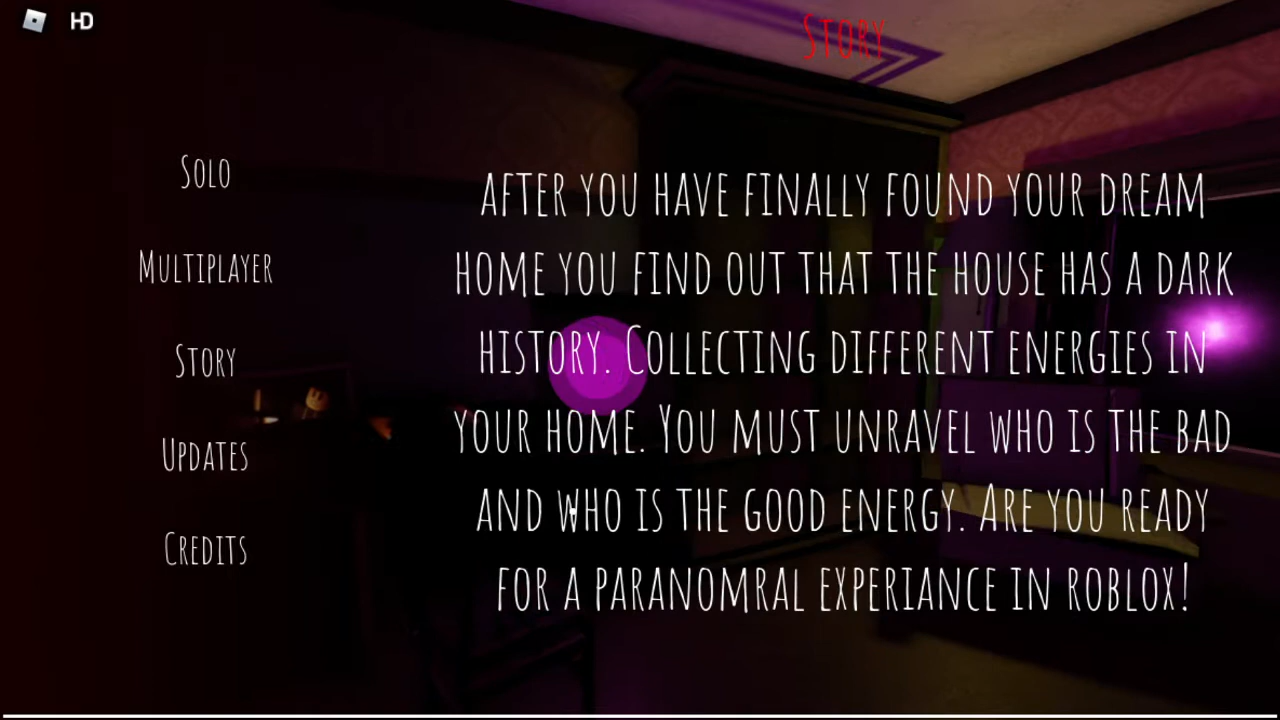 HD
Story
Solo
Multiplayer
Story
Updates
Credits
after you have finally found your dream
home you find out that the house has a dark
history. Collecting different energies in
your home. You must unravel who is the bad
and who is the good energy. Are you ready
for a paranomral experiance in roblox!